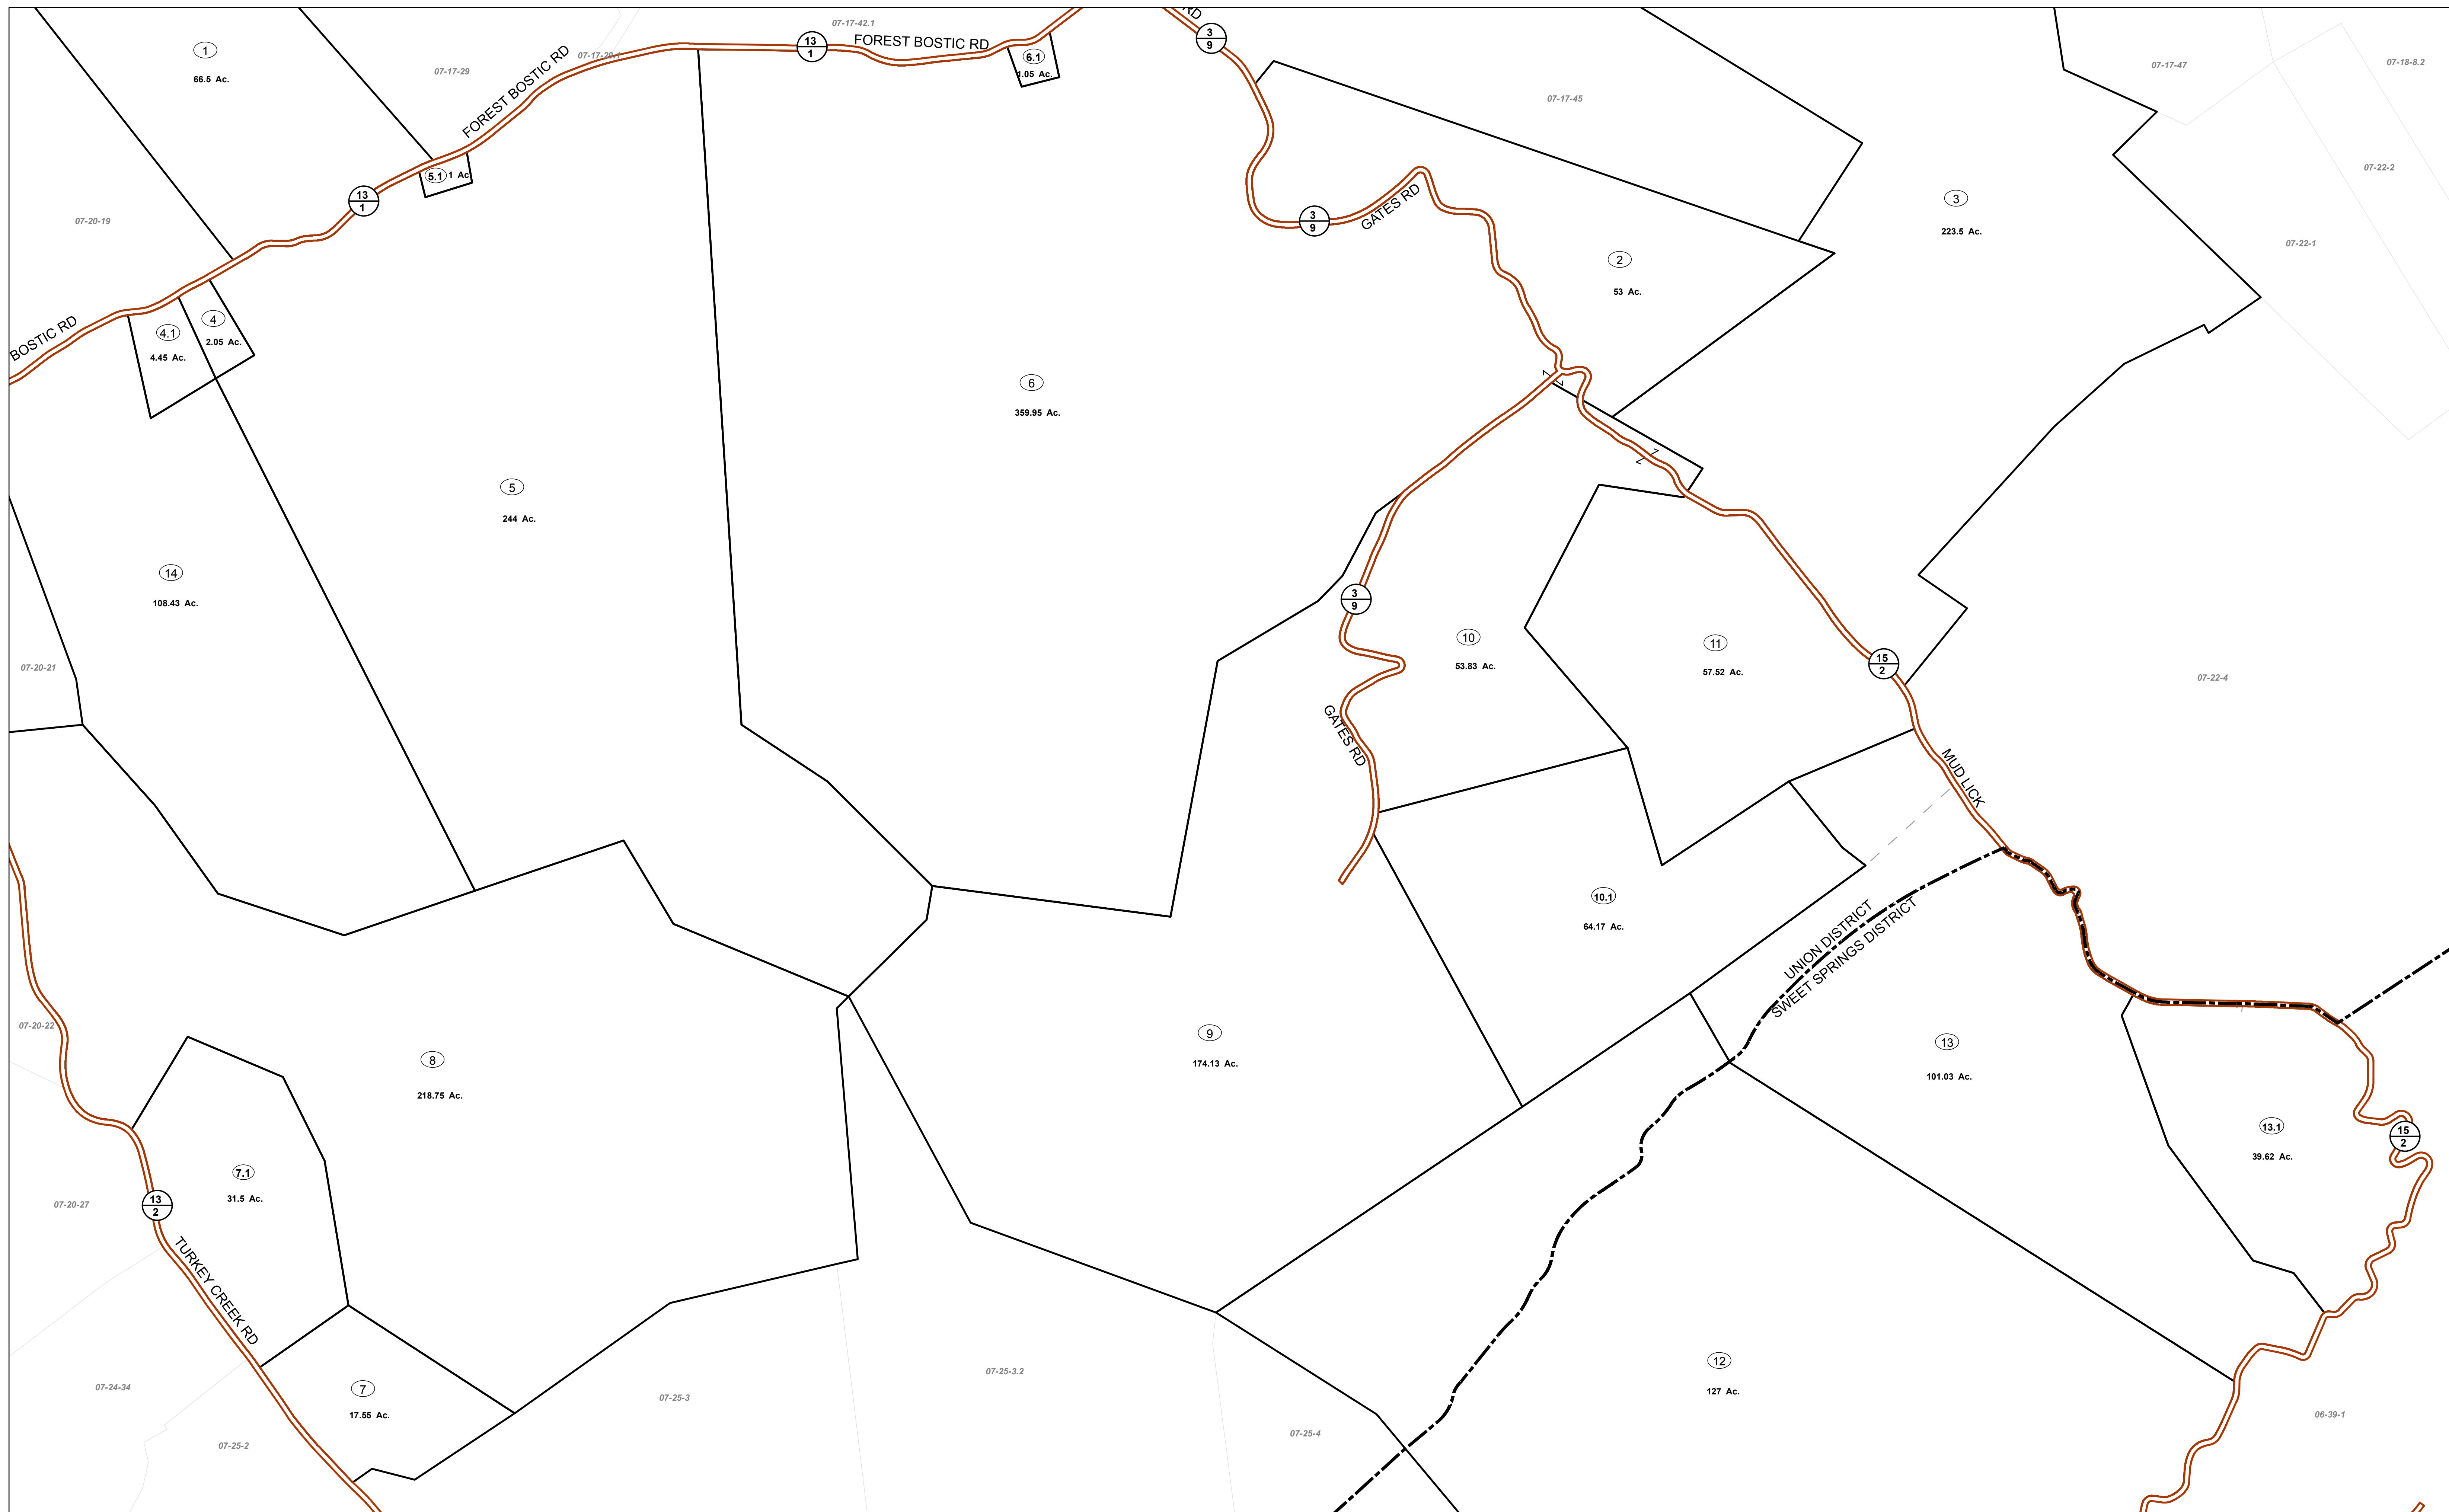 07-17-42.1
RD
3
9
1
66.5 Ac.
FOREST BOSTIC RD
13
1
FOREST BOSTIC RD
6.1
1.05 Ac.
07-17-29
07-17-29.1
07-17-45
07-17-47
07-18-8.2
07-22-2
5.1 1 Ac.
13
1
3
223.5 Ac.
07-20-19
3
9
GATES RD
07-22-1
2
53 Ac.
BOSTIC RD
4.1
4.45 Ac.
4
2.05 Ac.
6
359.95 Ac.
Z
Z
Z
Z
5
244 Ac.
14
108.43 Ac.
3
9
10
53.83 Ac.
11
57.52 Ac.
15
2
07-20-21
07-22-4
GATES RD
MUD LICK
10.1
64.17 Ac.
UNION DISTRICT
SWEET SPRINGS DISTRICT
07-20-22
8
218.75 Ac.
9
174.13 Ac.
13
101.03 Ac.
13.1
39.62 Ac.
15
2
7.1
31.5 Ac.
07-20-27
13
2
TURKEY CREEK RD
12
127 Ac.
07-24-34
7
17.55 Ac.
07-25-3
07-25-3.2
07-25-2
07-25-4
06-39-1